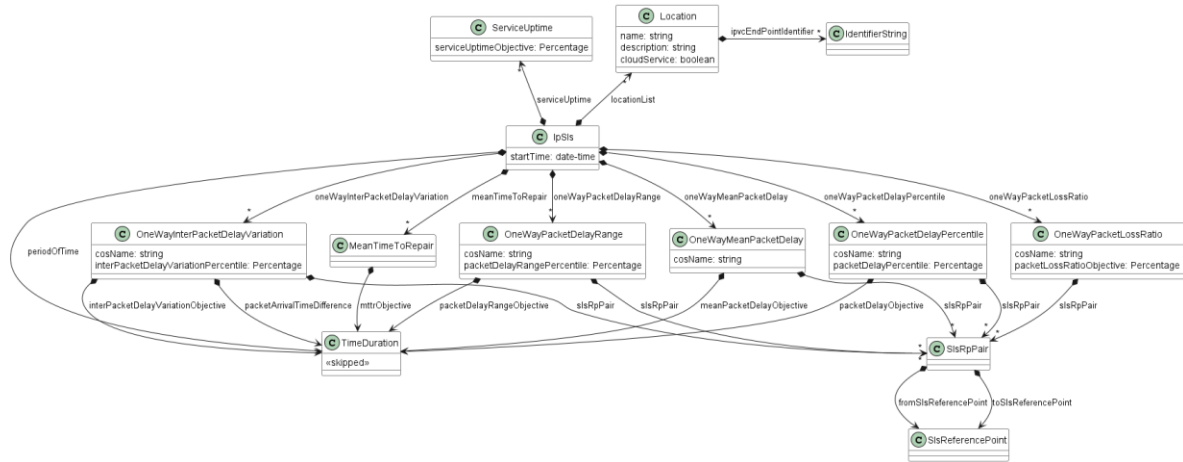 C ServiceUptime
serviceUptimeObjective: Percentage
C Location
name: string
description: string
cloudService: boolean
ipvcEndPointIdentifier
*
C IdentifierString
*
serviceUptime
*
locationList
C IpSls
startTime: date-time
periodOfTime
oneWayInterPacketDelayVariation
*
meanTimeToRepair
*
oneWayPacketDelayRange
*
oneWayMeanPacketDelay
*
oneWayPacketDelayPercentile
*
oneWayPacketLossRatio
*
C OneWayInterPacketDelayVariation
cosName: string
interPacketDelayVariationPercentile: Percentage
C MeanTimeToRepair
C OneWayPacketDelayRange
cosName: string
packetDelayRangePercentile: Percentage
C OneWayMeanPacketDelay
cosName: string
C OneWayPacketDelayPercentile
cosName: string
packetDelayPercentile: Percentage
C OneWayPacketLossRatio
cosName: string
packetLossRatioObjective: Percentage
interPacketDelayVariationObjective
packetArrivalTimeDifference
mttrObjective
packetDelayRangeObjective
slsRpPair
slsRpPair
meanPacketDelayObjective
packetDelayObjective
slsRpPair
slsRpPair
slsRpPair
*
*
*
*
*
C TimeDuration
«skipped»
C SlsRpPair
fromSlsReferencePoint
toSlsReferencePoint
C SlsReferencePoint